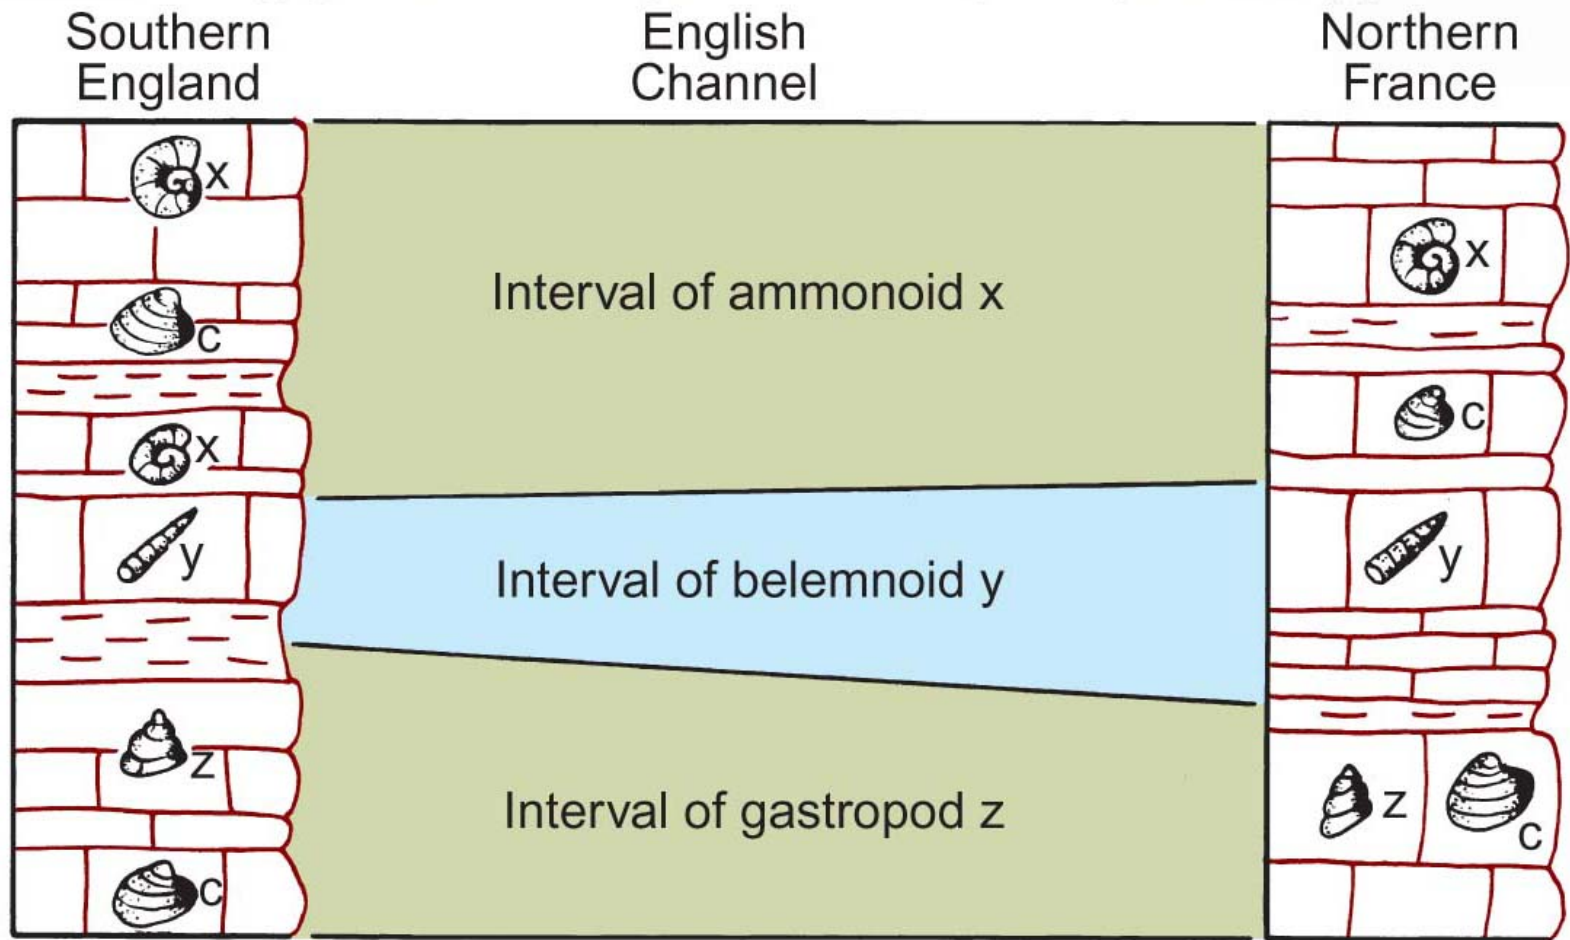 Southern
England
English
Channel
Northern
France
x
c
x
y
z
c
Interval of ammonoid x
Interval of belemnoid y
Interval of gastropod z
x
c
y
z
c